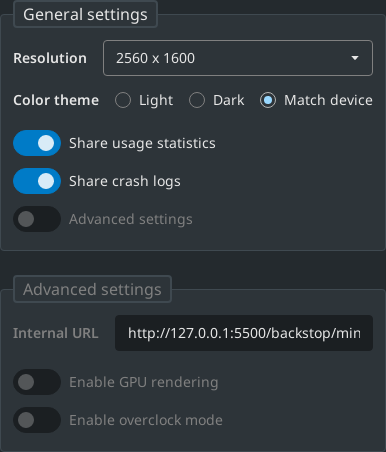 General settings
Resolution 2560 x 1600
Color theme Light Dark Match device
Share usage statistics
Share crash logs
Advanced settings
Advanced settings
Internal URL http://127.0.0.1:5500/backstop/min
Enable GPU rendering
Enable overclock mode